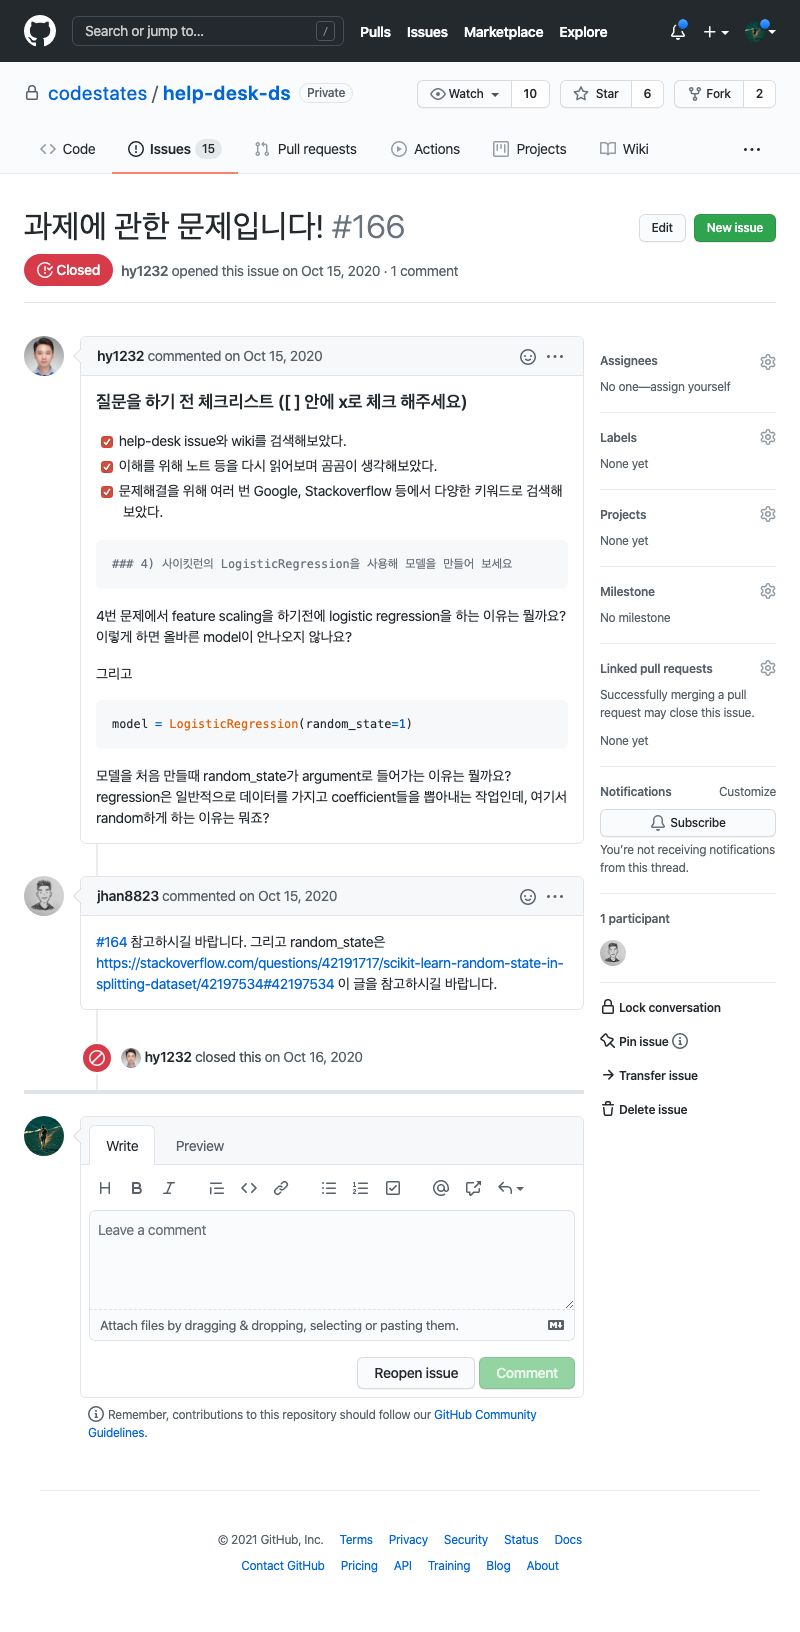 Search or jump to... /
Pulls Issues Marketplace Explore
codestates / help-desk-ds Private
Watch 10 Star 6 Fork 2
Code Issues 15 Pull requests Actions Projects Wiki ...
과제에 관한 문제입니다! #166
Edit New issue
Closed hy1232 opened this issue on Oct 15, 2020 · 1 comment
hy1232 commented on Oct 15, 2020
질문을 하기 전 체크리스트 ([ ] 안에 x로 체크 해주세요)
help-desk issue와 wiki를 검색해보았다.
이해를 위해 노트 등을 다시 읽어보며 곰곰이 생각해보았다.
문제해결을 위해 여러 번 Google, Stackoverflow 등에서 다양한 키워드로 검색해
보았다.
### 4) 사이킷런의 LogisticRegression을 사용해 모델을 만들어 보세요
4번 문제에서 feature scaling을 하기전에 logistic regression을 하는 이유는 뭘까요?
이렇게 하면 올바른 model이 안나오지 않나요?
그리고
model = LogisticRegression(random_state=1)
모델을 처음 만들때 random_state가 argument로 들어가는 이유는 뭘까요?
regression은 일반적으로 데이터를 가지고 coefficient들을 뽑아내는 작업인데, 여기서
random하게 하는 이유는 뭐죠?
jhan8823 commented on Oct 15, 2020
#164 참고하시길 바랍니다. 그리고 random_state은
https://stackoverflow.com/questions/42191717/scikit-learn-random-state-in-
splitting-dataset/42197534#42197534 이 글을 참고하시길 바랍니다.
hy1232 closed this on Oct 16, 2020
Write Preview
H B I
Leave a comment
Attach files by dragging & dropping, selecting or pasting them.
Reopen issue Comment
Remember, contributions to this repository should follow our GitHub Community
Guidelines.
Assignees
No one—assign yourself
Labels
None yet
Projects
None yet
Milestone
No milestone
Linked pull requests
Successfully merging a pull
request may close this issue.
None yet
Notifications Customize
Subscribe
You're not receiving notifications
from this thread.
1 participant
Lock conversation
Pin issue
Transfer issue
Delete issue
© 2021 GitHub, Inc. Terms Privacy Security Status Docs
Contact GitHub Pricing API Training Blog About